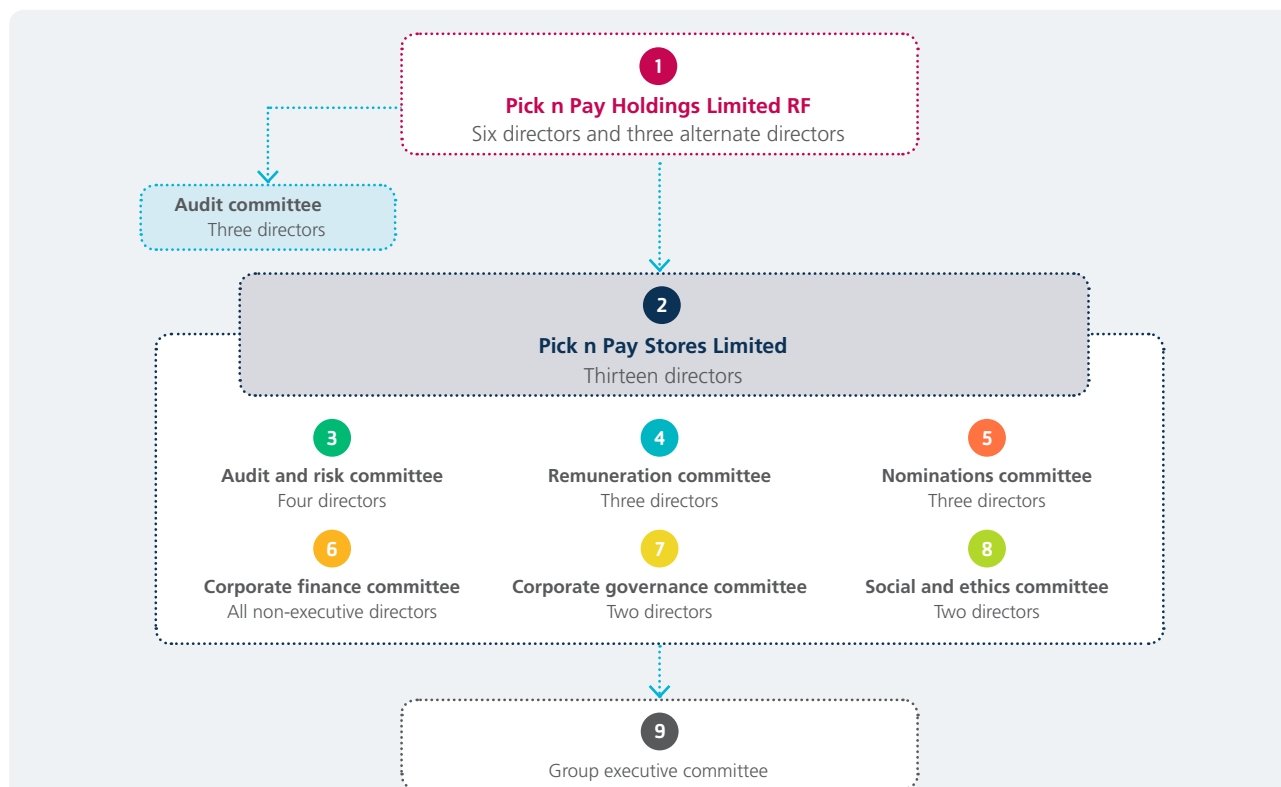 1
Pick n Pay Holdings Limited RF
Six directors and three alternate directors
Audit committee
Three directors
2
Pick n Pay Stores Limited
Thirteen directors
3
Audit and risk committee
Four directors
4
Remuneration committee
Three directors
5
Nominations committee
Three directors
6
Corporate finance committee
All non-executive directors
7
Corporate governance committee
Two directors
8
Social and ethics committee
Two directors
9
Group executive committee